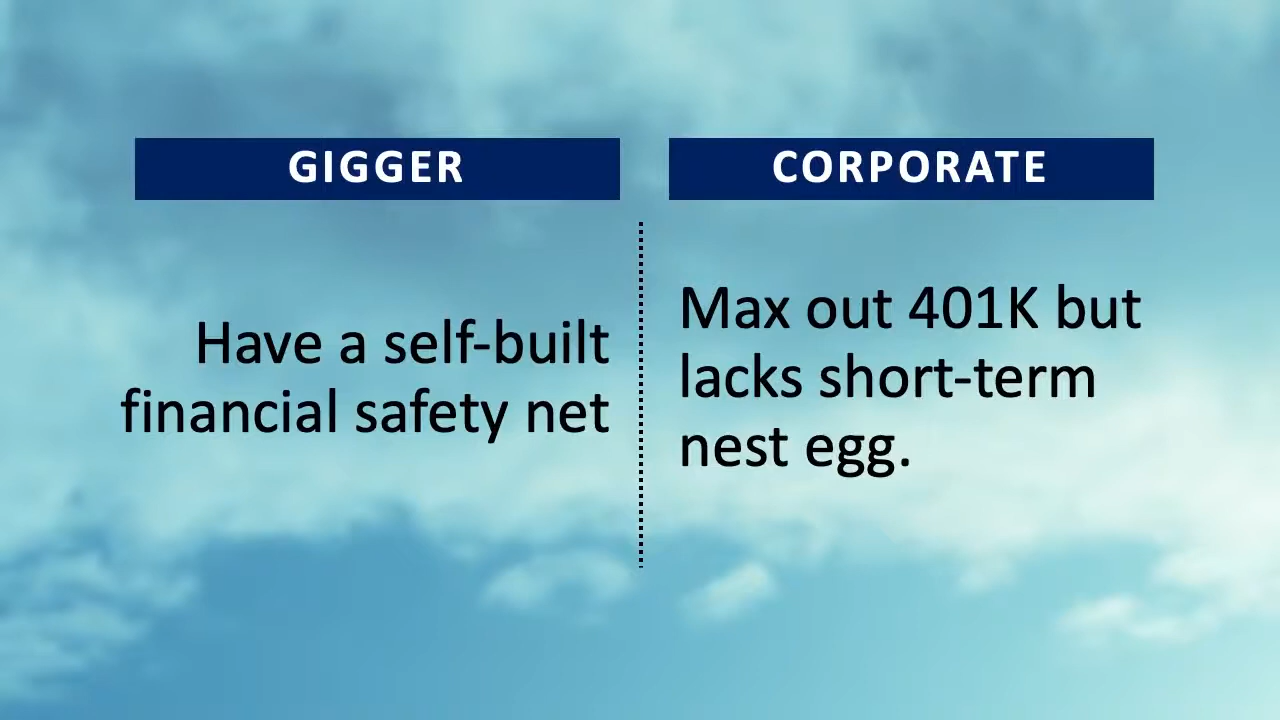 GIGGER
Have a self-built
financial safety net
CORPORATE
Max out 401K but
lacks short-term
nest egg.